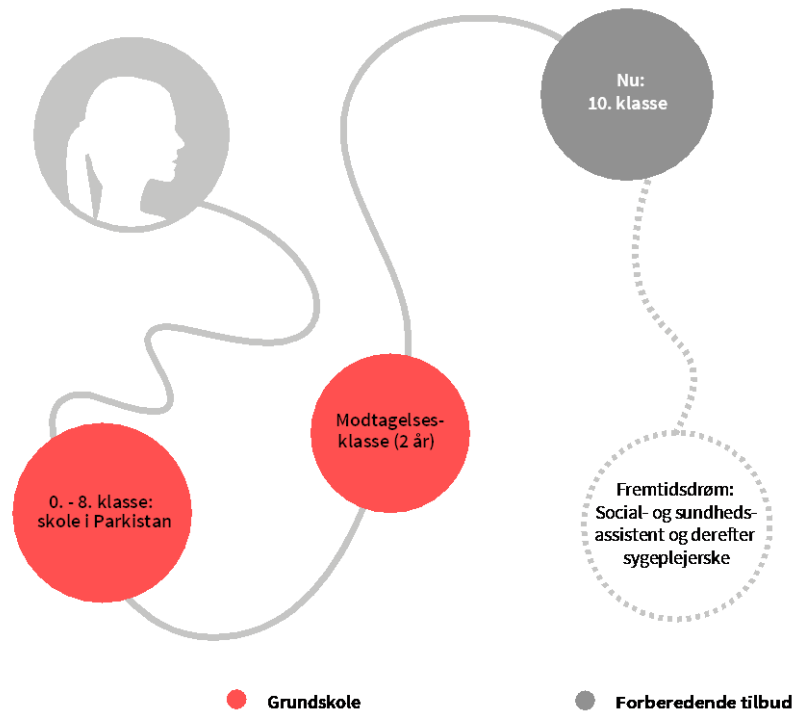 Nu:
10. klasse
Modtagelses-
klasse (2 år)
0. - 8. klasse:
skole i Parkistan
Fremtidsdrøm:
Social- og sundheds-
assistent og derefter
sygeplejerske
Grundskole
Forberedende tilbud